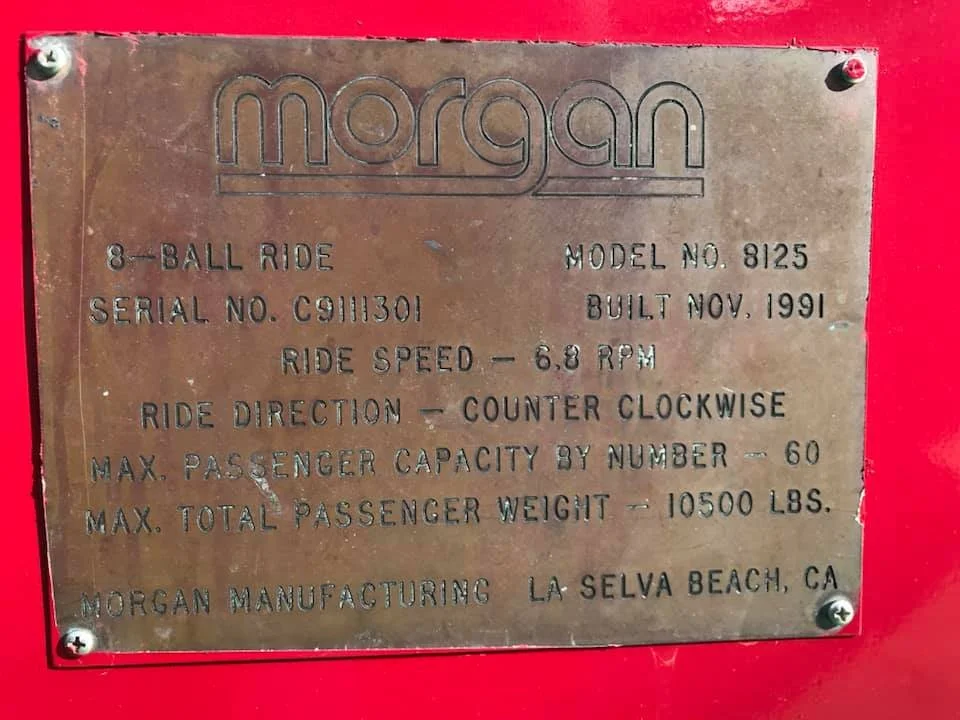 morgan
8-BALL RIDE MODEL NO. 8125
SERIAL NO. C9111301 BUILT NOV. 1991
RIDE SPEED - 6.8 RPM
RIDE DIRECTION - COUNTER CLOCKWISE
MAX. PASSENGER CAPACITY BY NUMBER - 60
MAX. TOTAL PASSENGER WEIGHT - 10500 LBS.
MORGAN MANUFACTURING LA SELVA BEACH, CA